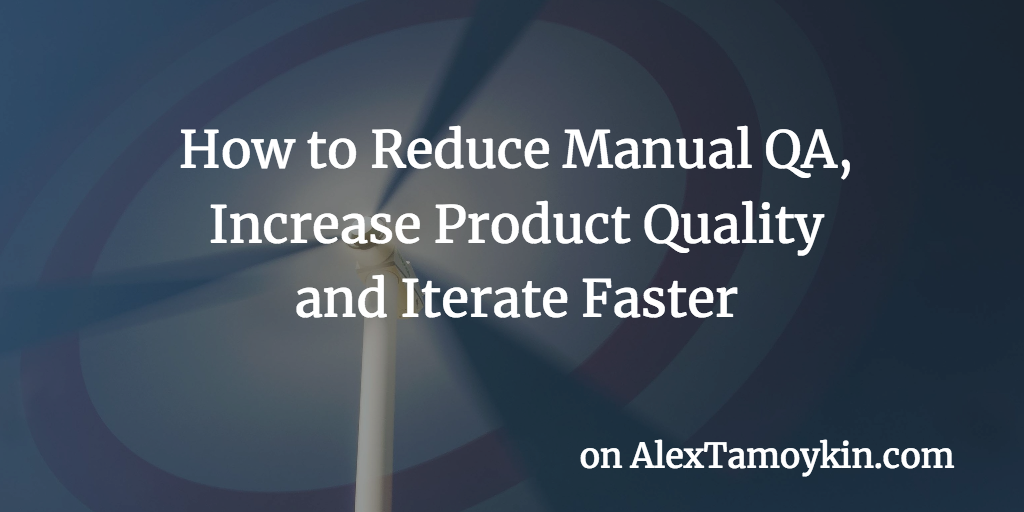 How to Reduce Manual QA,
Increase Product Quality
and Iterate Faster
on AlexTamoykin.com